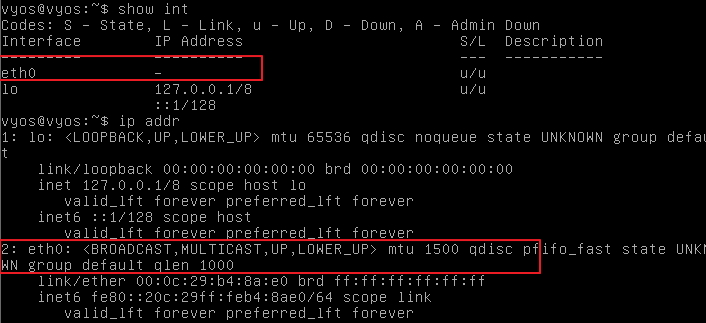 vyos@vyos:~$ show int
Codes: S - State, L - Link, u - Up, D - Down, A - Admin Down
Interface        IP Address                        S/L  Description
---------        ----------                        ---  -----------
eth0             -                                 u/u
lo               127.0.0.1/8                       u/u
                 ::1/128
vyos@vyos:~$ ip addr
1: lo: <LOOPBACK,UP,LOWER_UP> mtu 65536 qdisc noqueue state UNKNOWN group defaul
t
    link/loopback 00:00:00:00:00:00 brd 00:00:00:00:00:00
    inet 127.0.0.1/8 scope host lo
       valid_lft forever preferred_lft forever
    inet6 ::1/128 scope host
       valid_lft forever preferred_lft forever
2: eth0: <BROADCAST,MULTICAST,UP,LOWER_UP> mtu 1500 qdisc pfifo_fast state UNKNO
WN group default qlen 1000
    link/ether 00:0c:29:b4:8a:e0 brd ff:ff:ff:ff:ff:ff
    inet6 fe80::20c:29ff:feb4:8ae0/64 scope link
       valid_lft forever preferred_lft forever